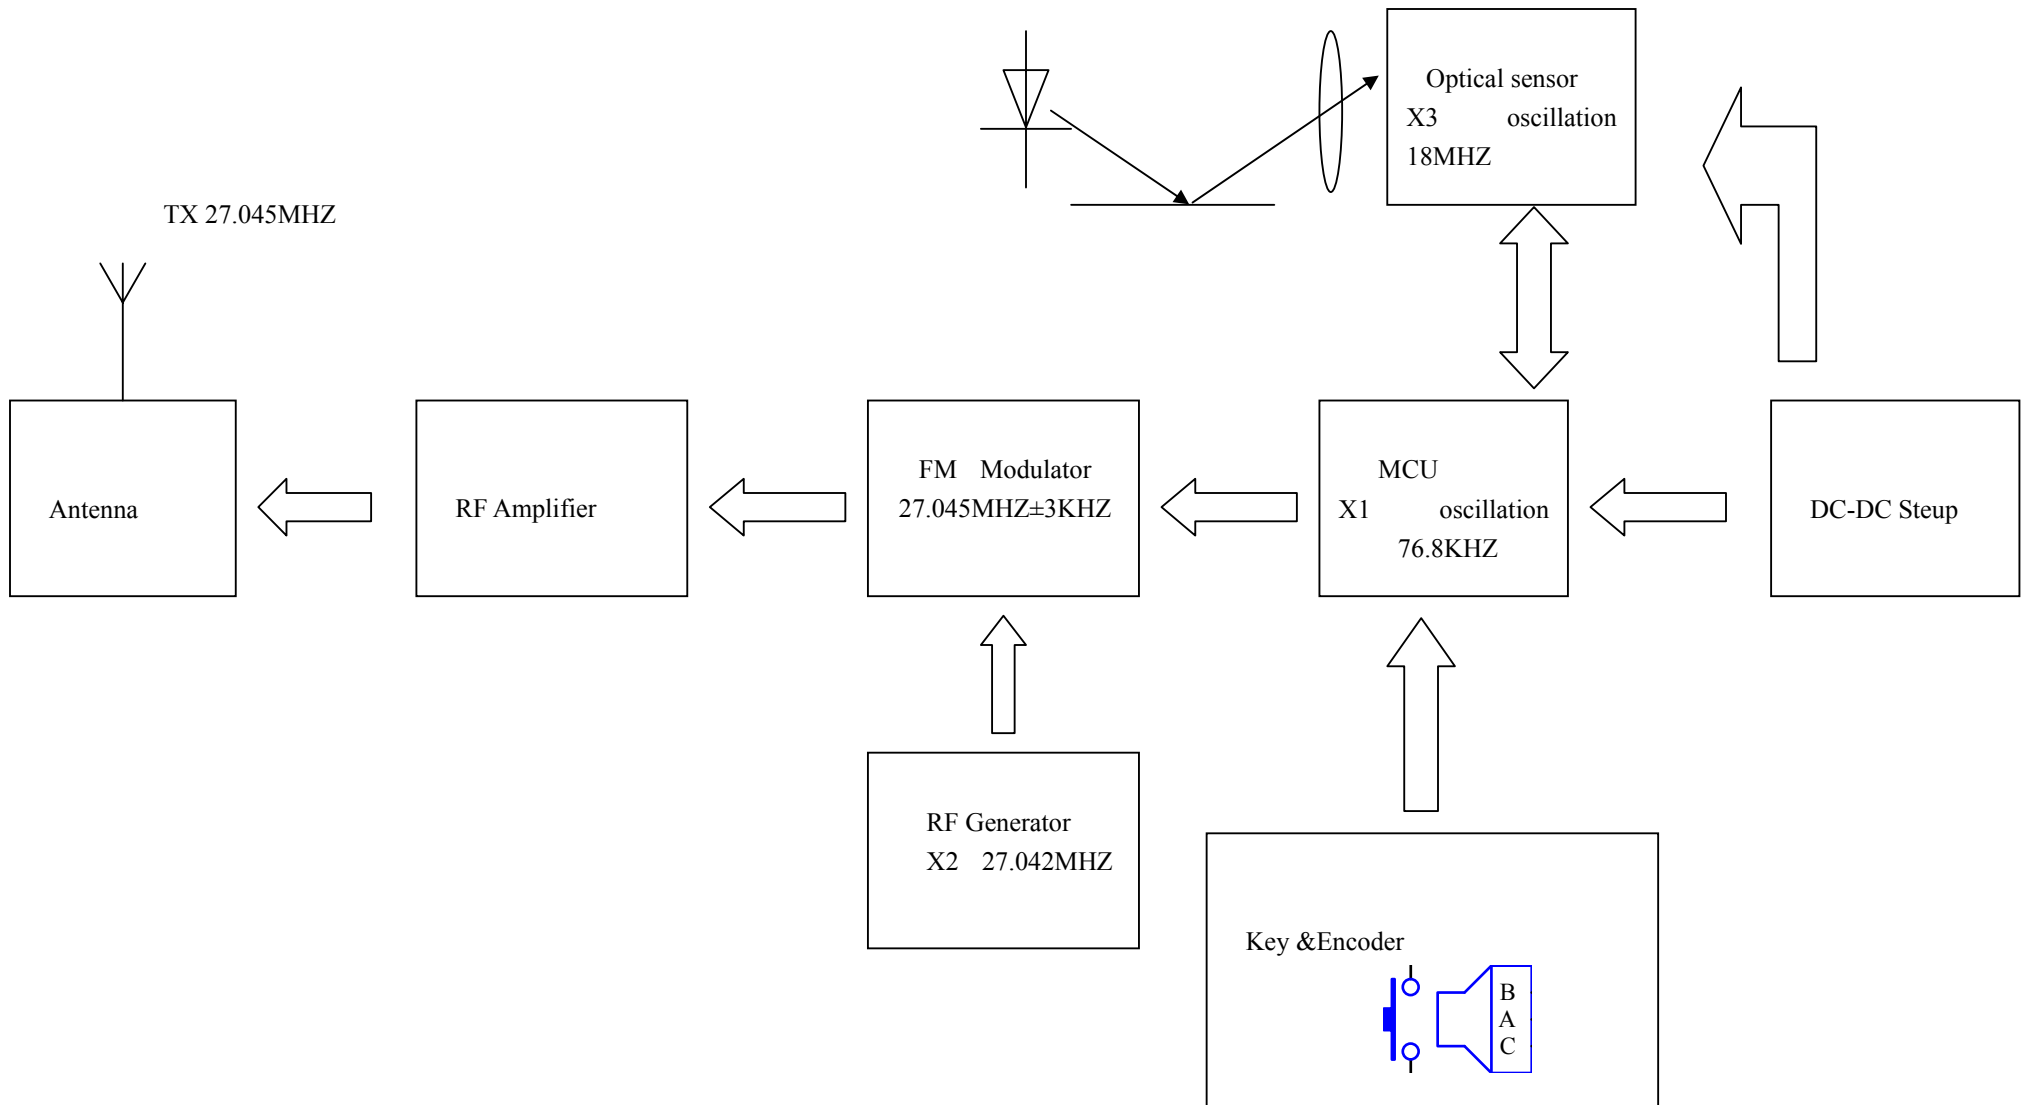 Optical sensor
X3 oscillation
18MHZ
TX 27.045MHZ
Antenna
RF Amplifier
FM Modulator
27.045MHZ±3KHZ
MCU
X1 oscillation
76.8KHZ
DC-DC Steup
RF Generator
X2 27.042MHZ
Key &Encoder
B
A
C